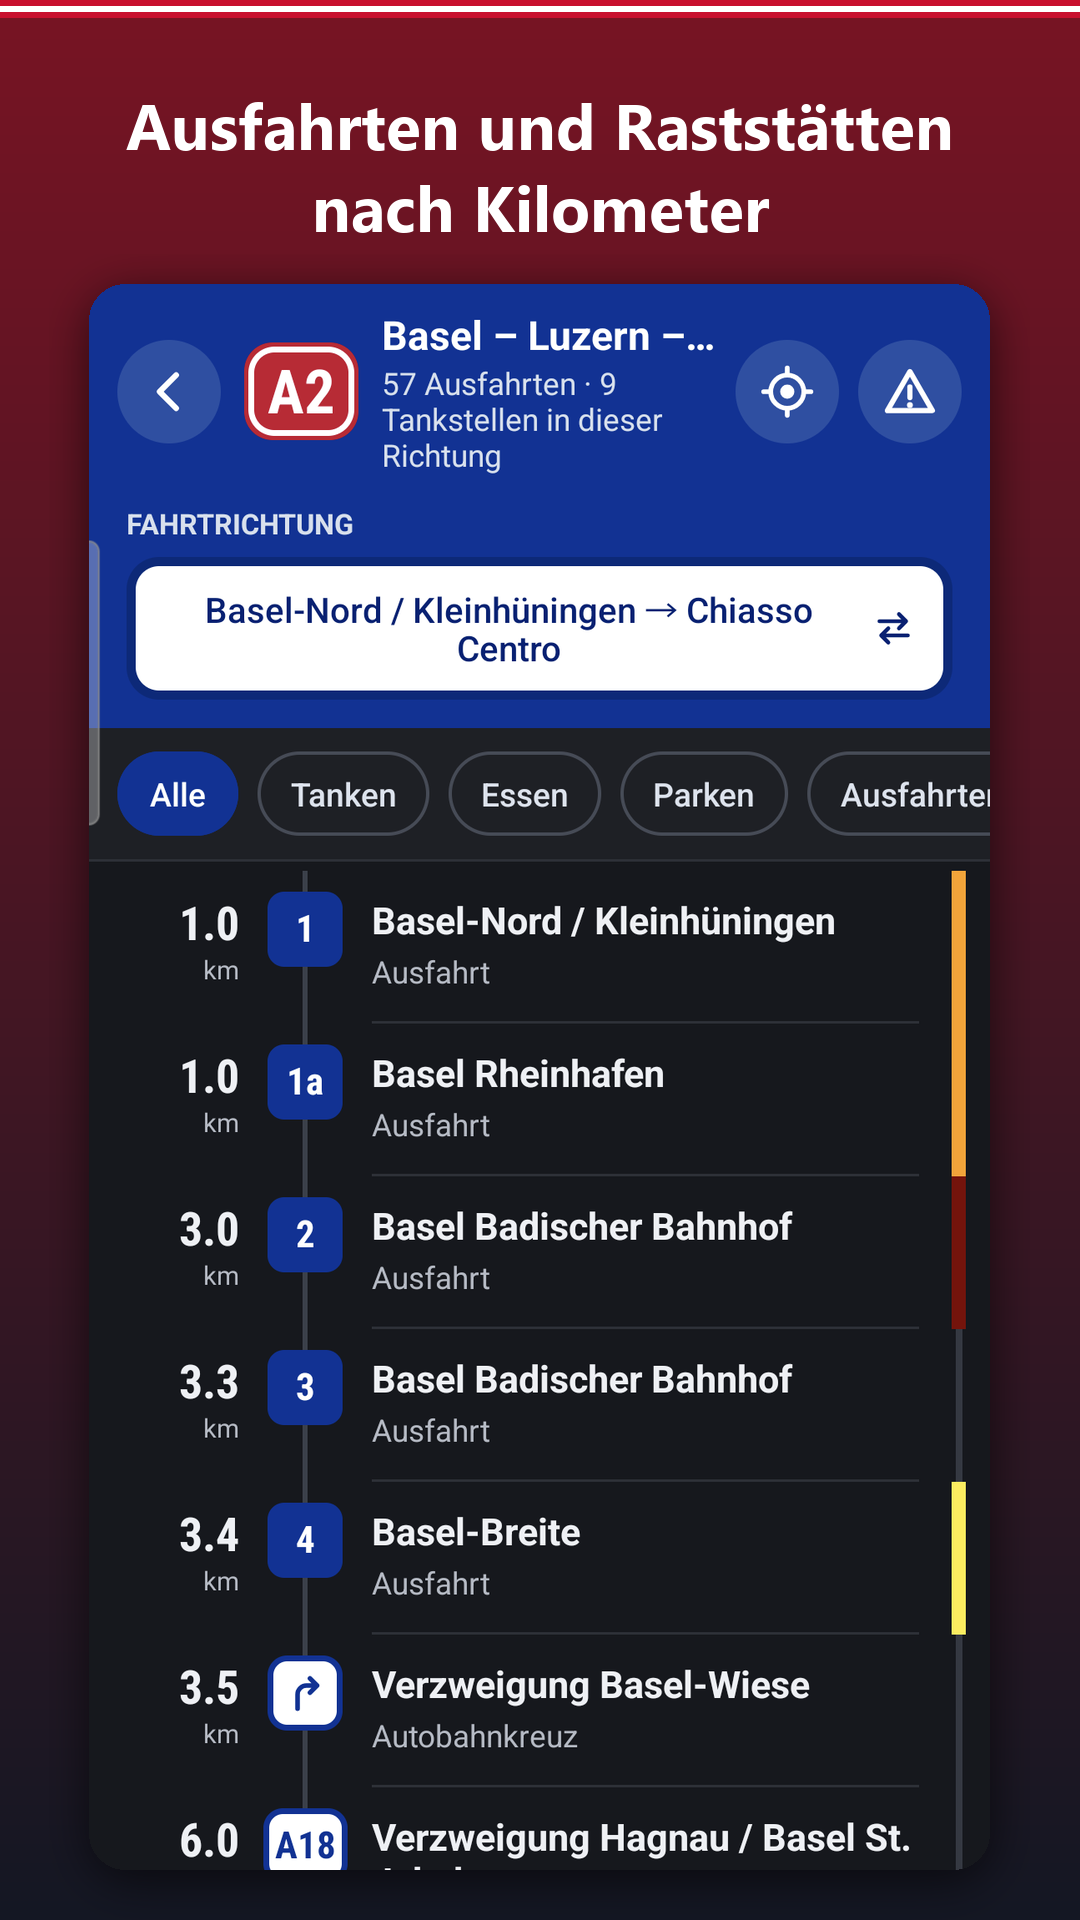 Ausfahrten und Raststätten
nach Kilometer
A2
Basel – Luzern –...
57 Ausfahrten · 9
Tankstellen in dieser
Richtung
FAHRTRICHTUNG
Basel-Nord / Kleinhüningen → Chiasso
Centro
Alle
Tanken
Essen
Parken
Ausfahrten
1.0
km
1
Basel-Nord / Kleinhüningen
Ausfahrt
1.0
km
1a
Basel Rheinhafen
Ausfahrt
3.0
km
2
Basel Badischer Bahnhof
Ausfahrt
3.3
km
3
Basel Badischer Bahnhof
Ausfahrt
3.4
km
4
Basel-Breite
Ausfahrt
3.5
km
Verzweigung Basel-Wiese
Autobahnkreuz
6.0
A18
Verzweigung Hagnau / Basel St.